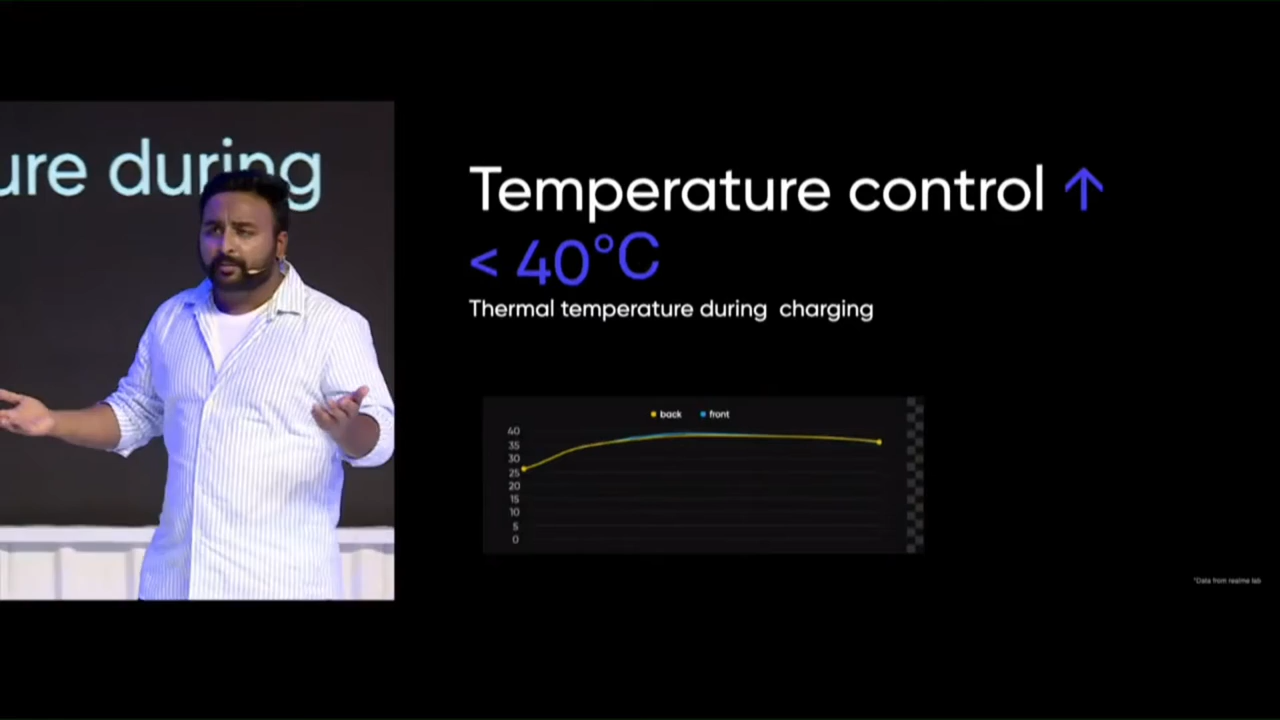 ure during
Temperature control ↑
< 40°C
Thermal temperature during charging
back front
40
35
30
25
20
15
10
5
0
*Data from realme lab